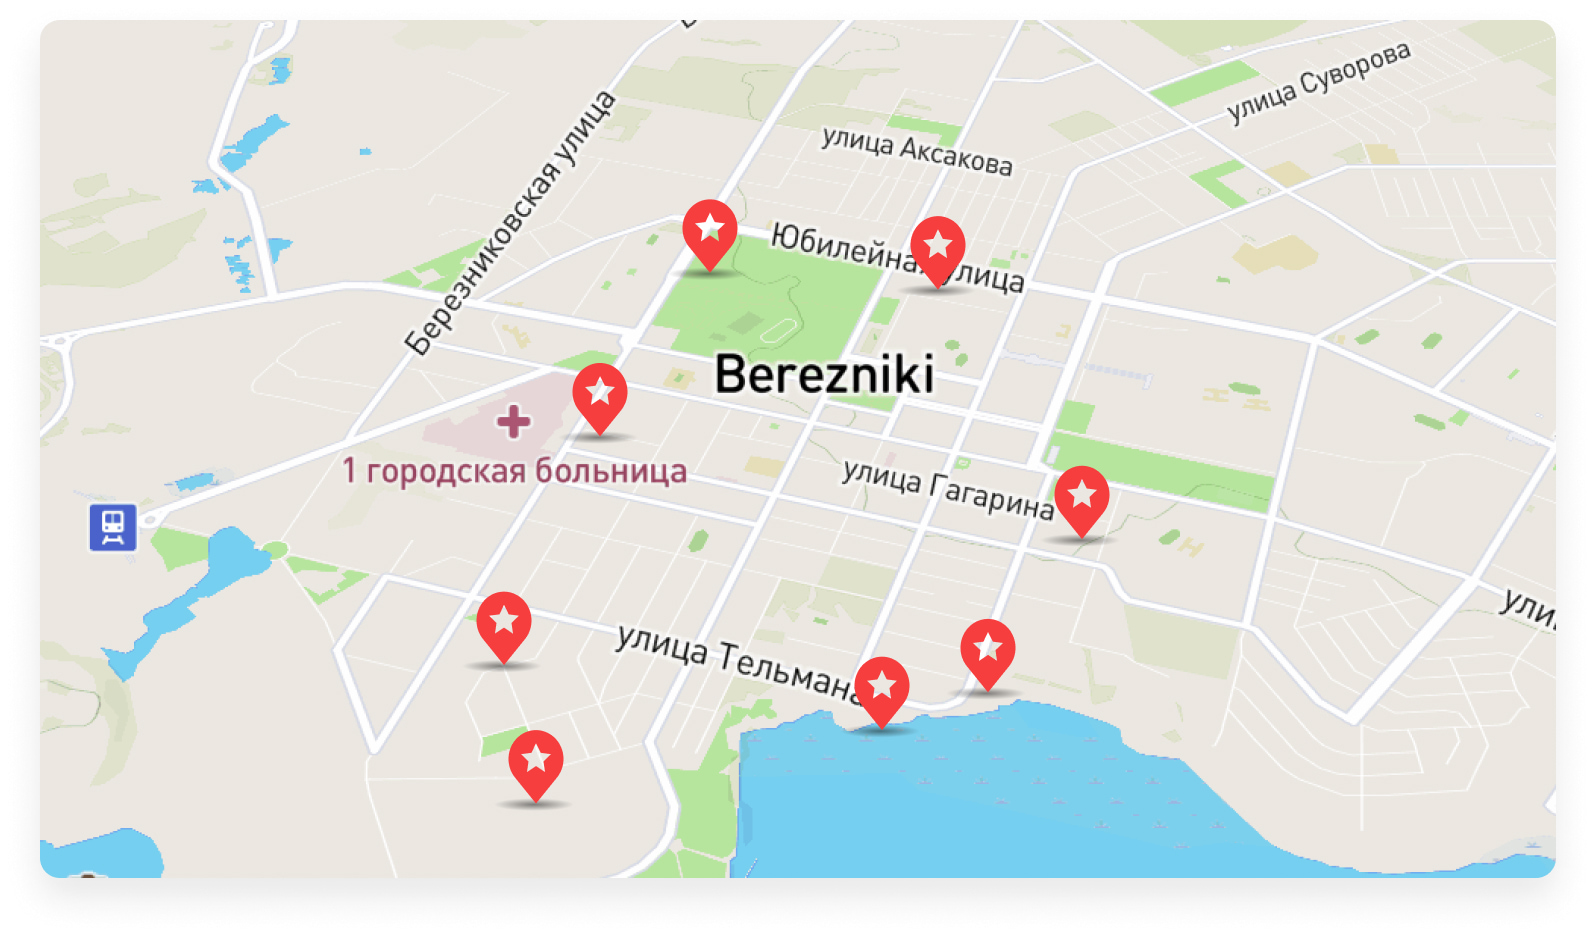 улица Суворова
Березниковская улица
улица Аксакова
Юбилейная улица
Berezniki
1 городская больница
улица Гагарина
ули
улица Тельмана